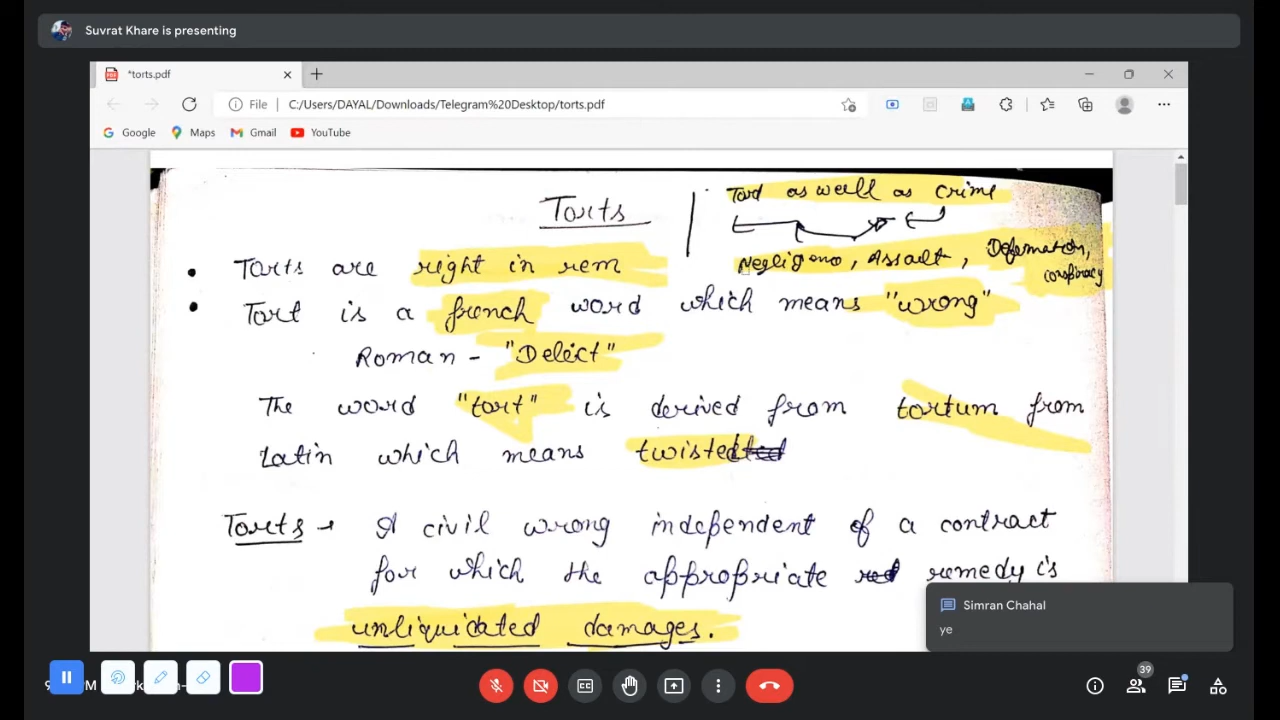 Suvrat Khare is presenting
*torts.pdf
File C:/Users/DAYAL/Downloads/Telegram%20Desktop/torts.pdf
Google Maps Gmail YouTube
Torts
Tort as well as crime
Negligence, Assault, Defamation,
conspiracy
• Torts are right in rem
• Tort is a french word which means "wrong"
Roman - "Delict"
The word "tort" is derived from tortum from
Latin which means twisted
Torts → A civil wrong independent of a contract
for which the appropriate remedy is
unliquidated damages.
Simran Chahal
ye
39